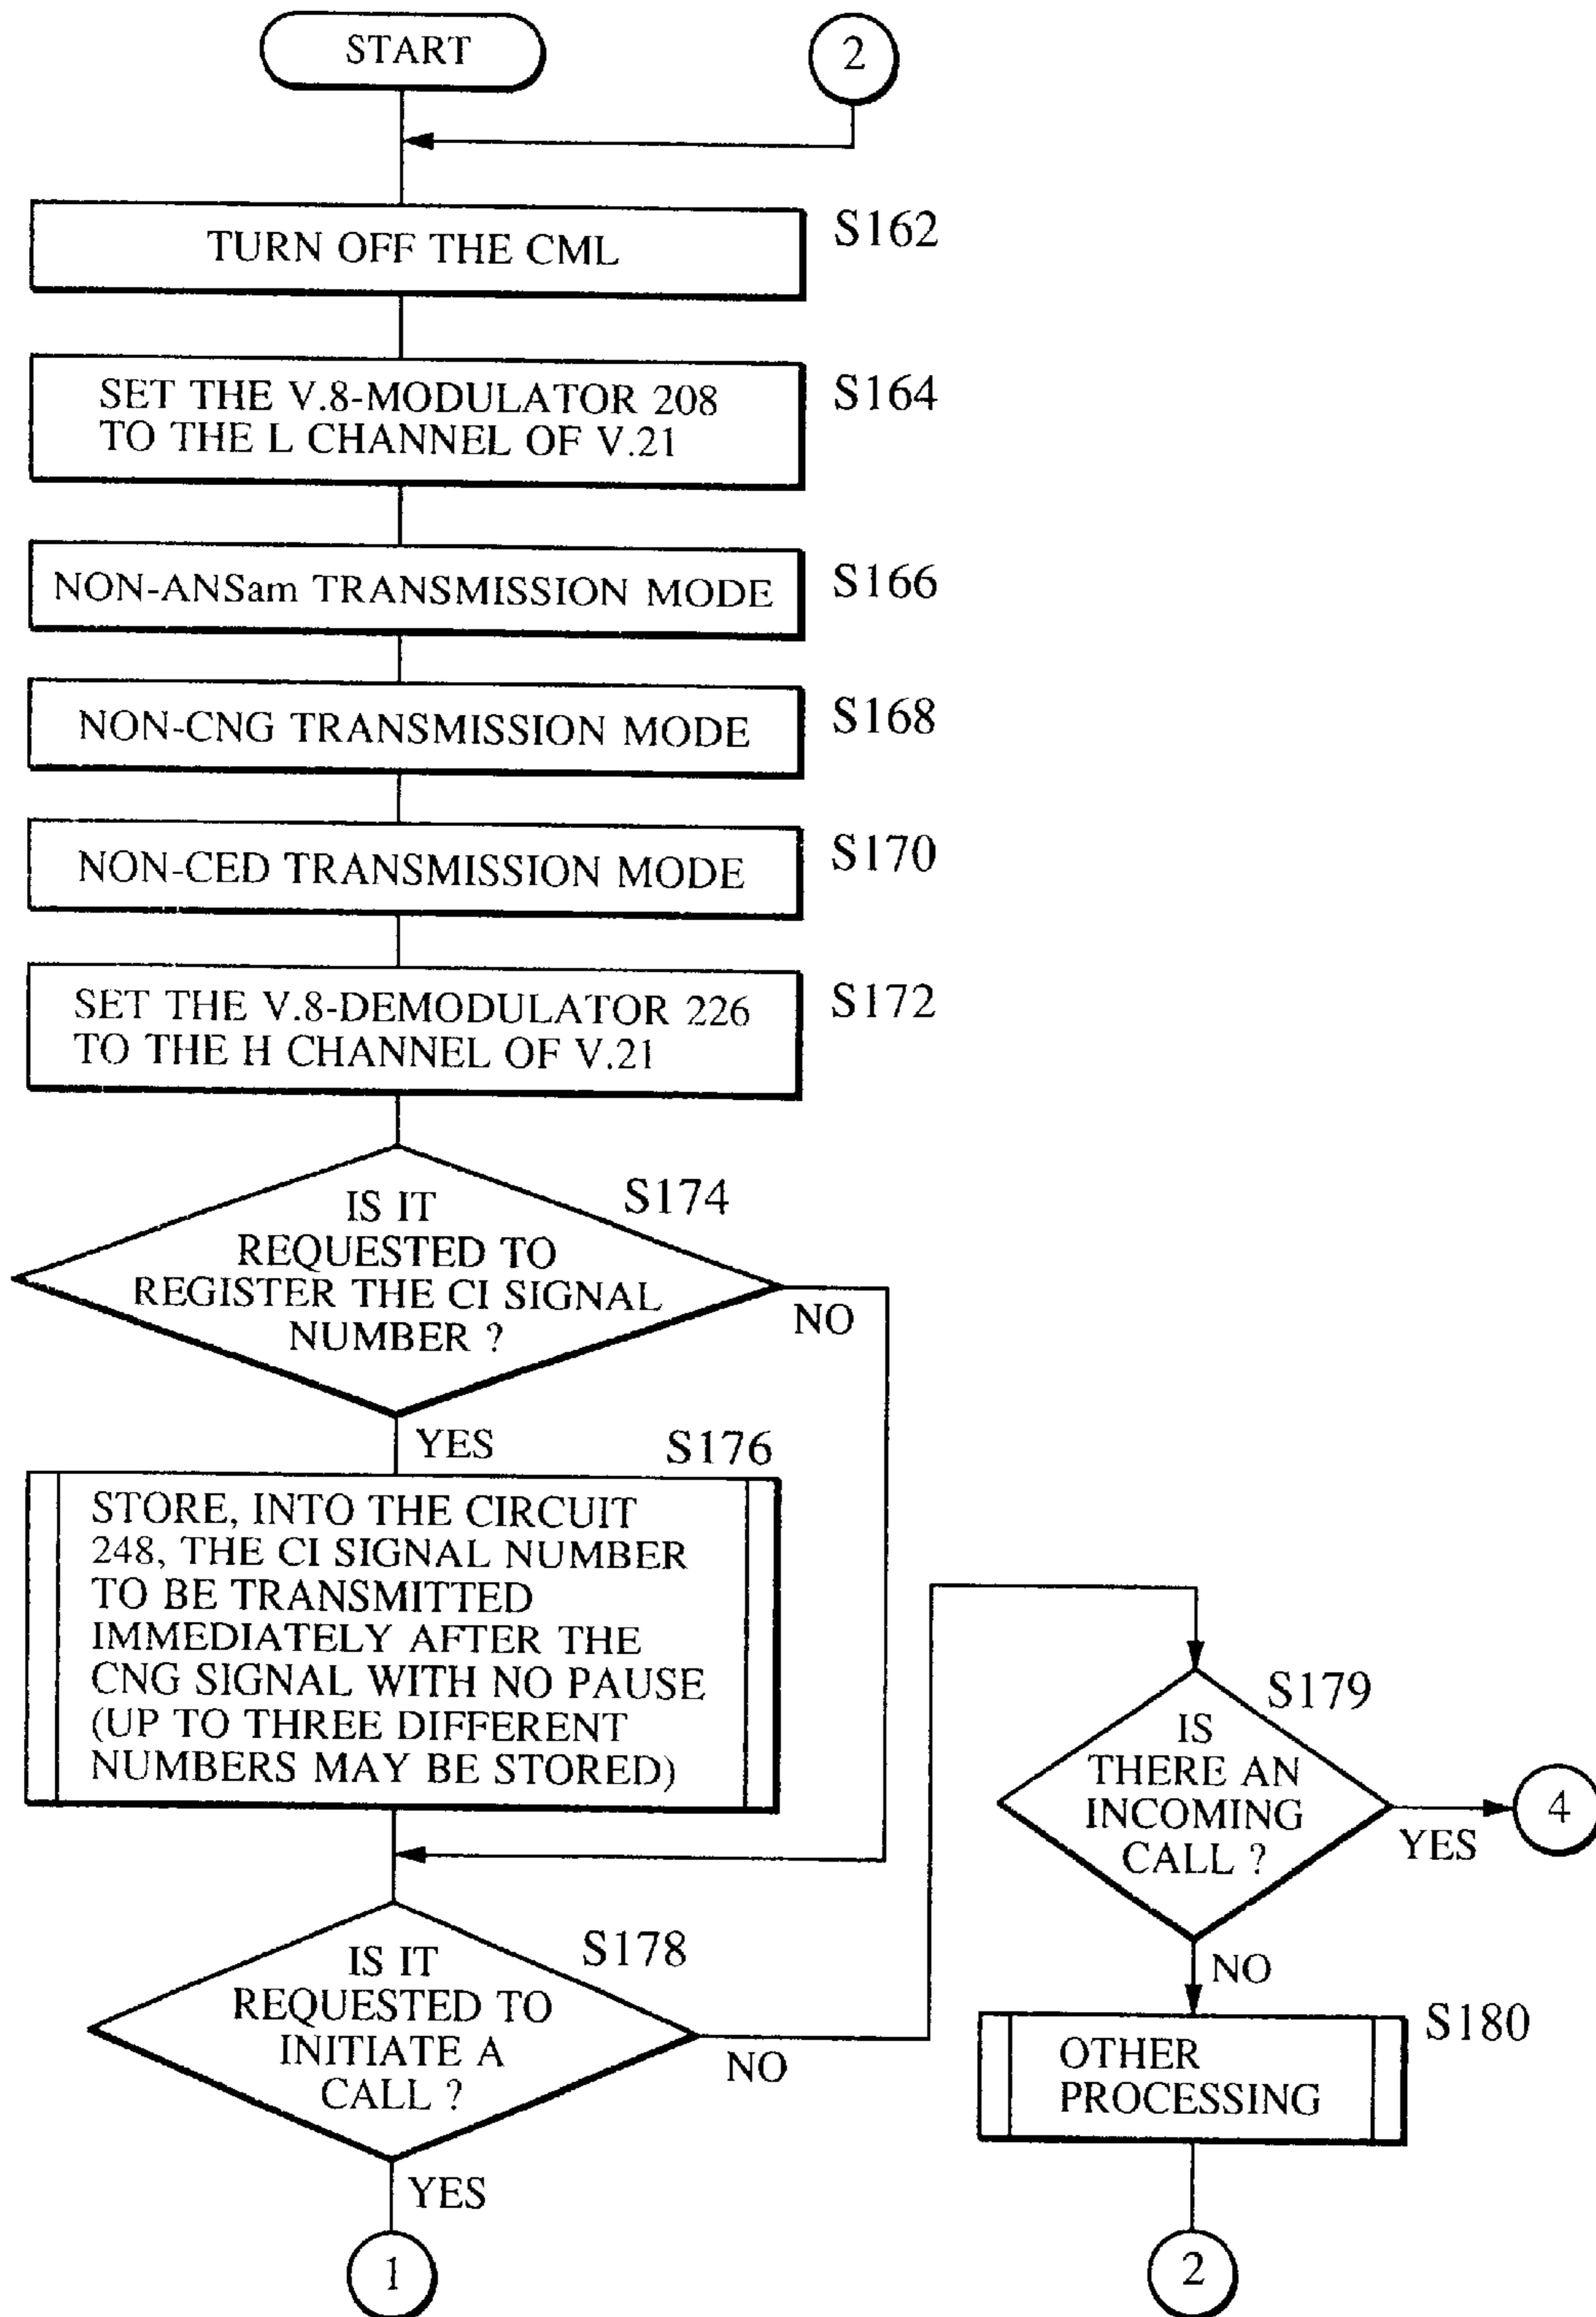 START
2
TURN OFF THE CML
S162
SET THE V.8-MODULATOR 208
TO THE L CHANNEL OF V.21
S164
NON-ANSam TRANSMISSION MODE
S166
NON-CNG TRANSMISSION MODE
S168
NON-CED TRANSMISSION MODE
S170
SET THE V.8-DEMODULATOR 226
TO THE H CHANNEL OF V.21
S172
S174
IS IT
REQUESTED TO
REGISTER THE CI SIGNAL
NUMBER ?
NO
YES
S176
STORE, INTO THE CIRCUIT
248, THE CI SIGNAL NUMBER
TO BE TRANSMITTED
IMMEDIATELY AFTER THE
CNG SIGNAL WITH NO PAUSE
(UP TO THREE DIFFERENT
NUMBERS MAY BE STORED)
S178
IS IT
REQUESTED TO
INITIATE A
CALL ?
NO
YES
1
S179
IS
THERE AN
INCOMING
CALL ?
YES
4
NO
S180
OTHER
PROCESSING
2